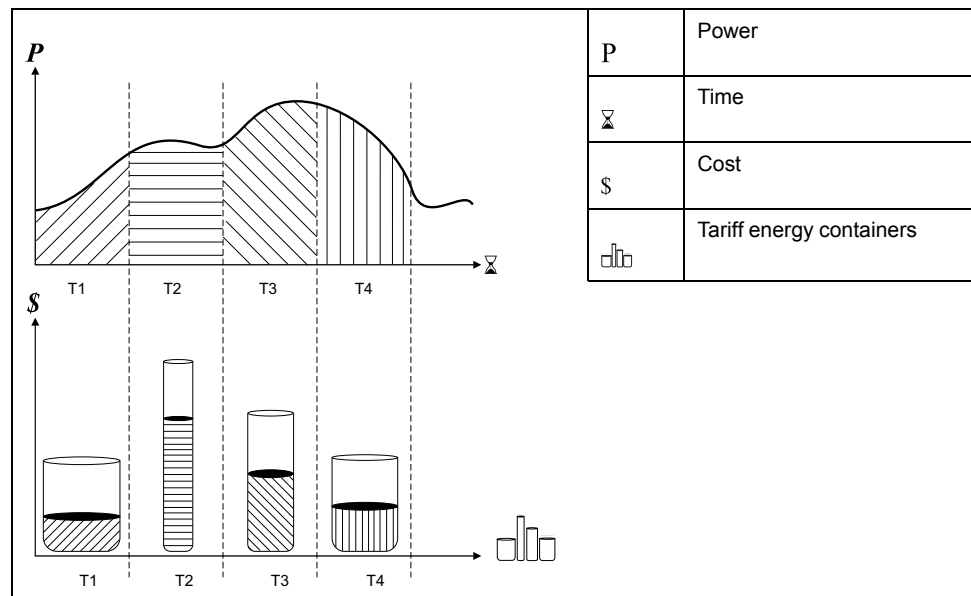 P
T1 T2 T3 T4
$
T1 T2 T3 T4
P Power
Time
$ Cost
Tariff energy containers